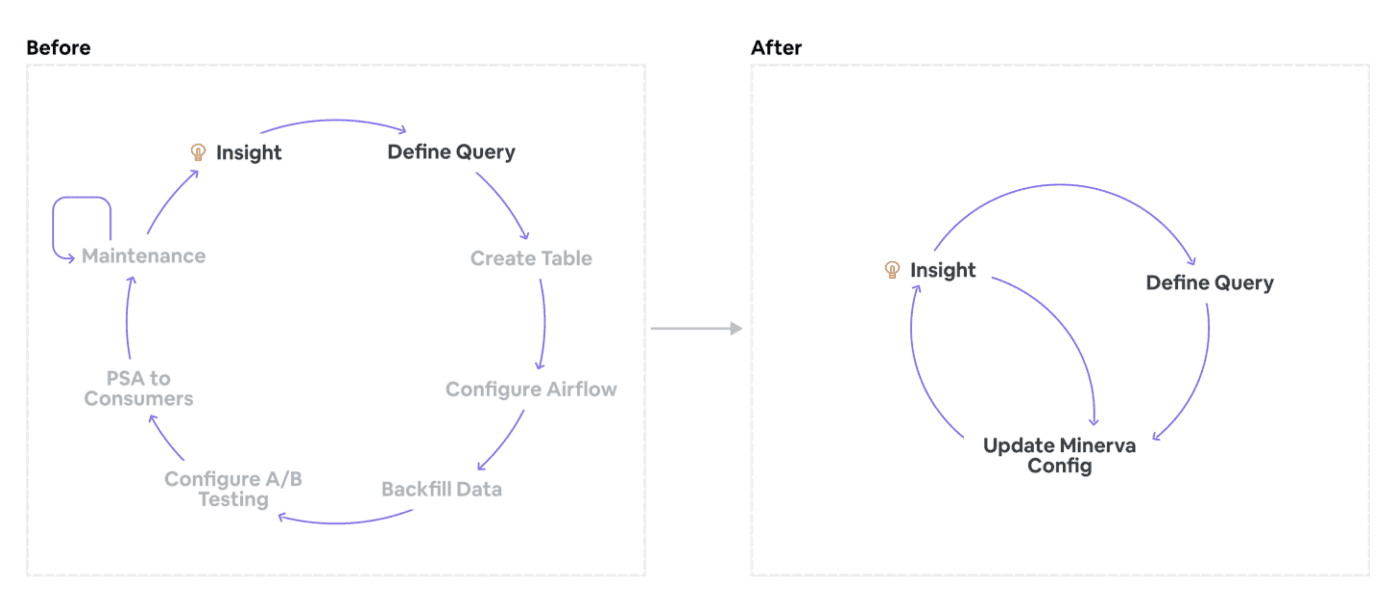 Before
Insight
Define Query
Maintenance
Create Table
PSA to
Consumers
Configure Airflow
Configure A/B
Testing
Backfill Data
After
Insight
Define Query
Update Minerva
Config